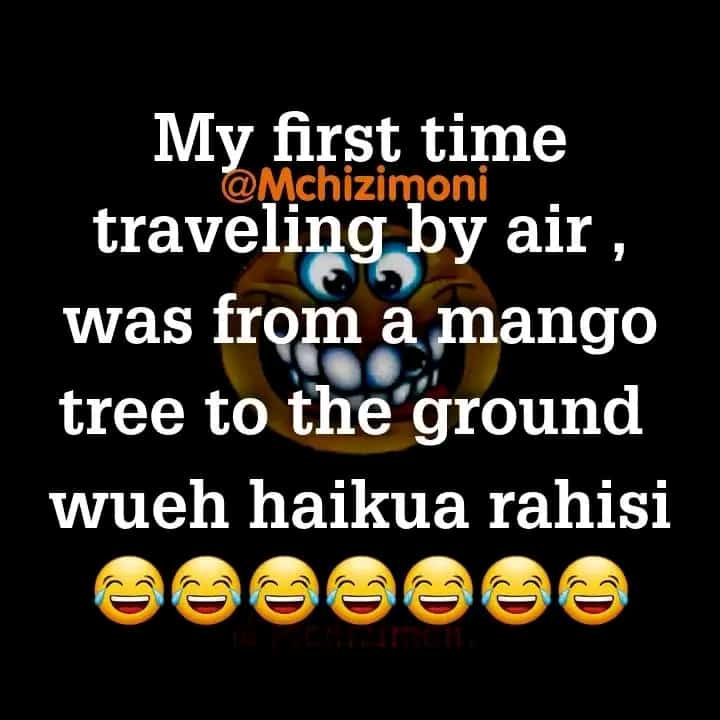 My first time
@Mchizimoni
traveling by air ,
was from a mango
tree to the ground
wueh haikua rahisi
😂😂😂😂😂😂😂